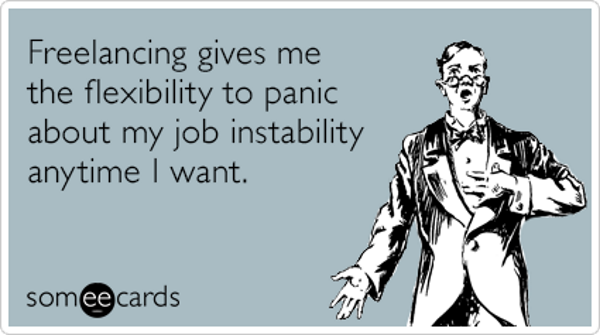 Freelancing gives me
the flexibility to panic
about my job instability
anytime I want.
someecards